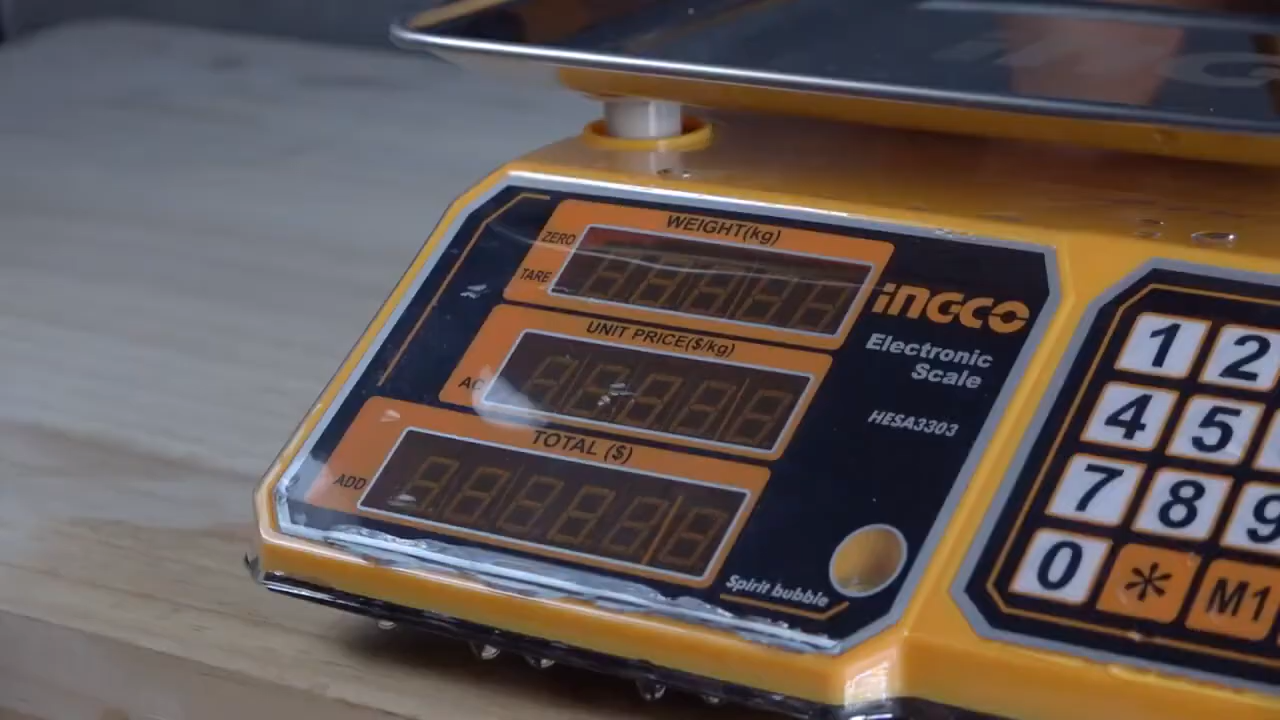 WEIGHT(kg)
ZERO
TARE
INGCO
UNIT PRICE($/kg)
Electronic
Scale
AC
HESA3303
TOTAL ($)
ADD
Spirit bubble
1 2
4 5
7 8 9
0 * M1